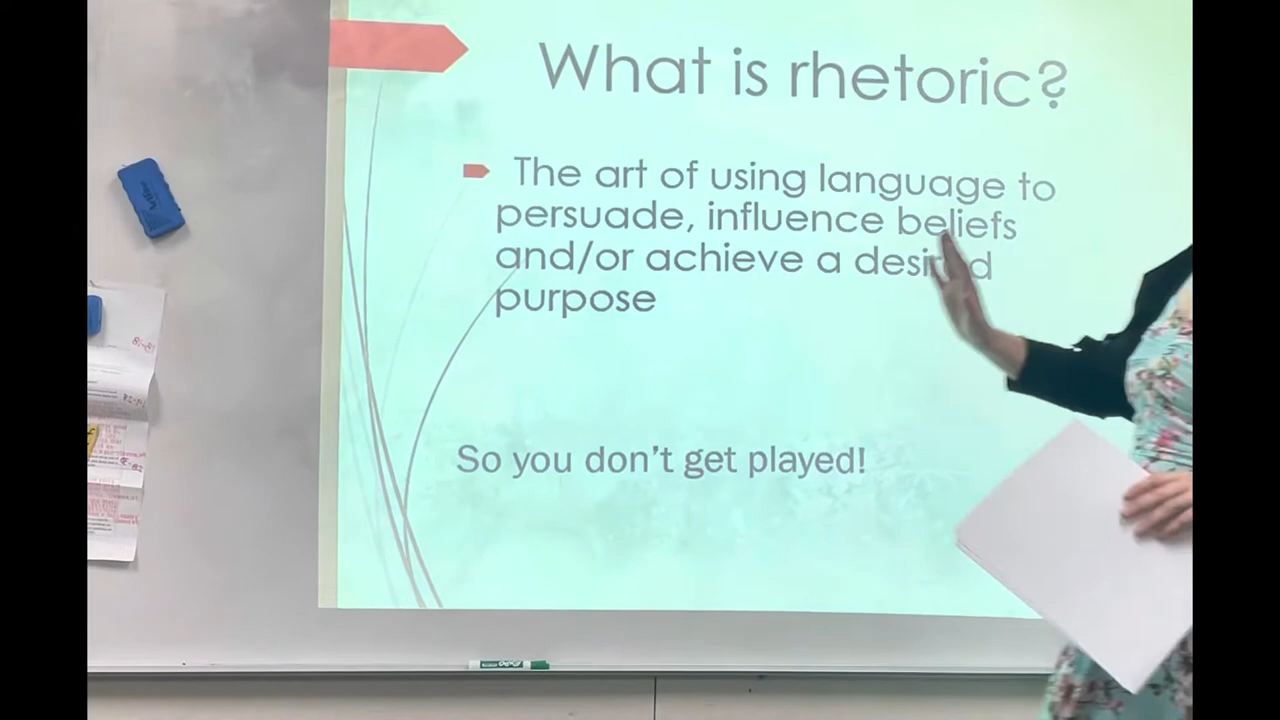 What is rhetoric?
The art of using language to
persuade, influence beliefs
and/or achieve a desired
purpose
So you don't get played!